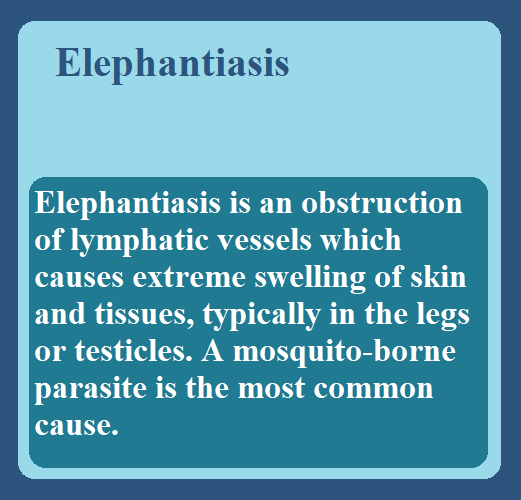 Elephantiasis
Elephantiasis is an obstruction
of lymphatic vessels which
causes extreme swelling of skin
and tissues, typically in the legs
or testicles. A mosquito-borne
parasite is the most common
cause.